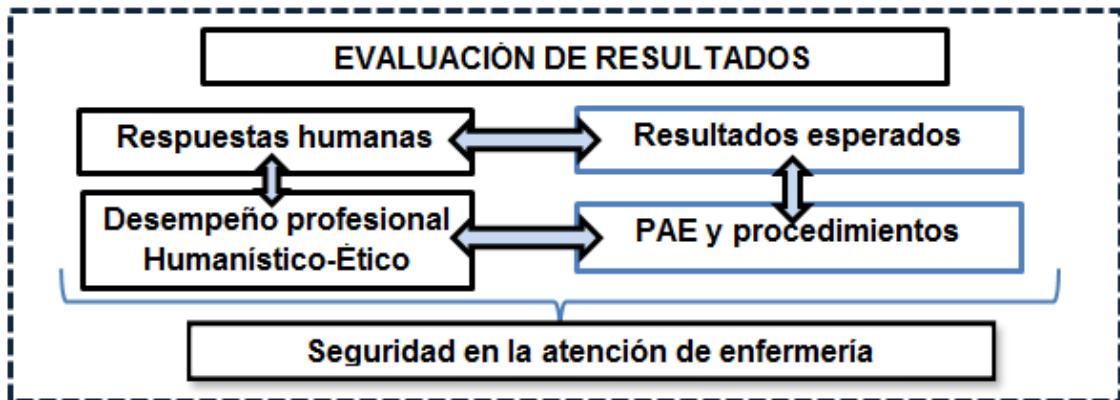 EVALUACIÓN DE RESULTADOS
Respuestas humanas
Resultados esperados
Desempeño profesional
Humanístico-Ético
PAE y procedimientos
Seguridad en la atención de enfermería